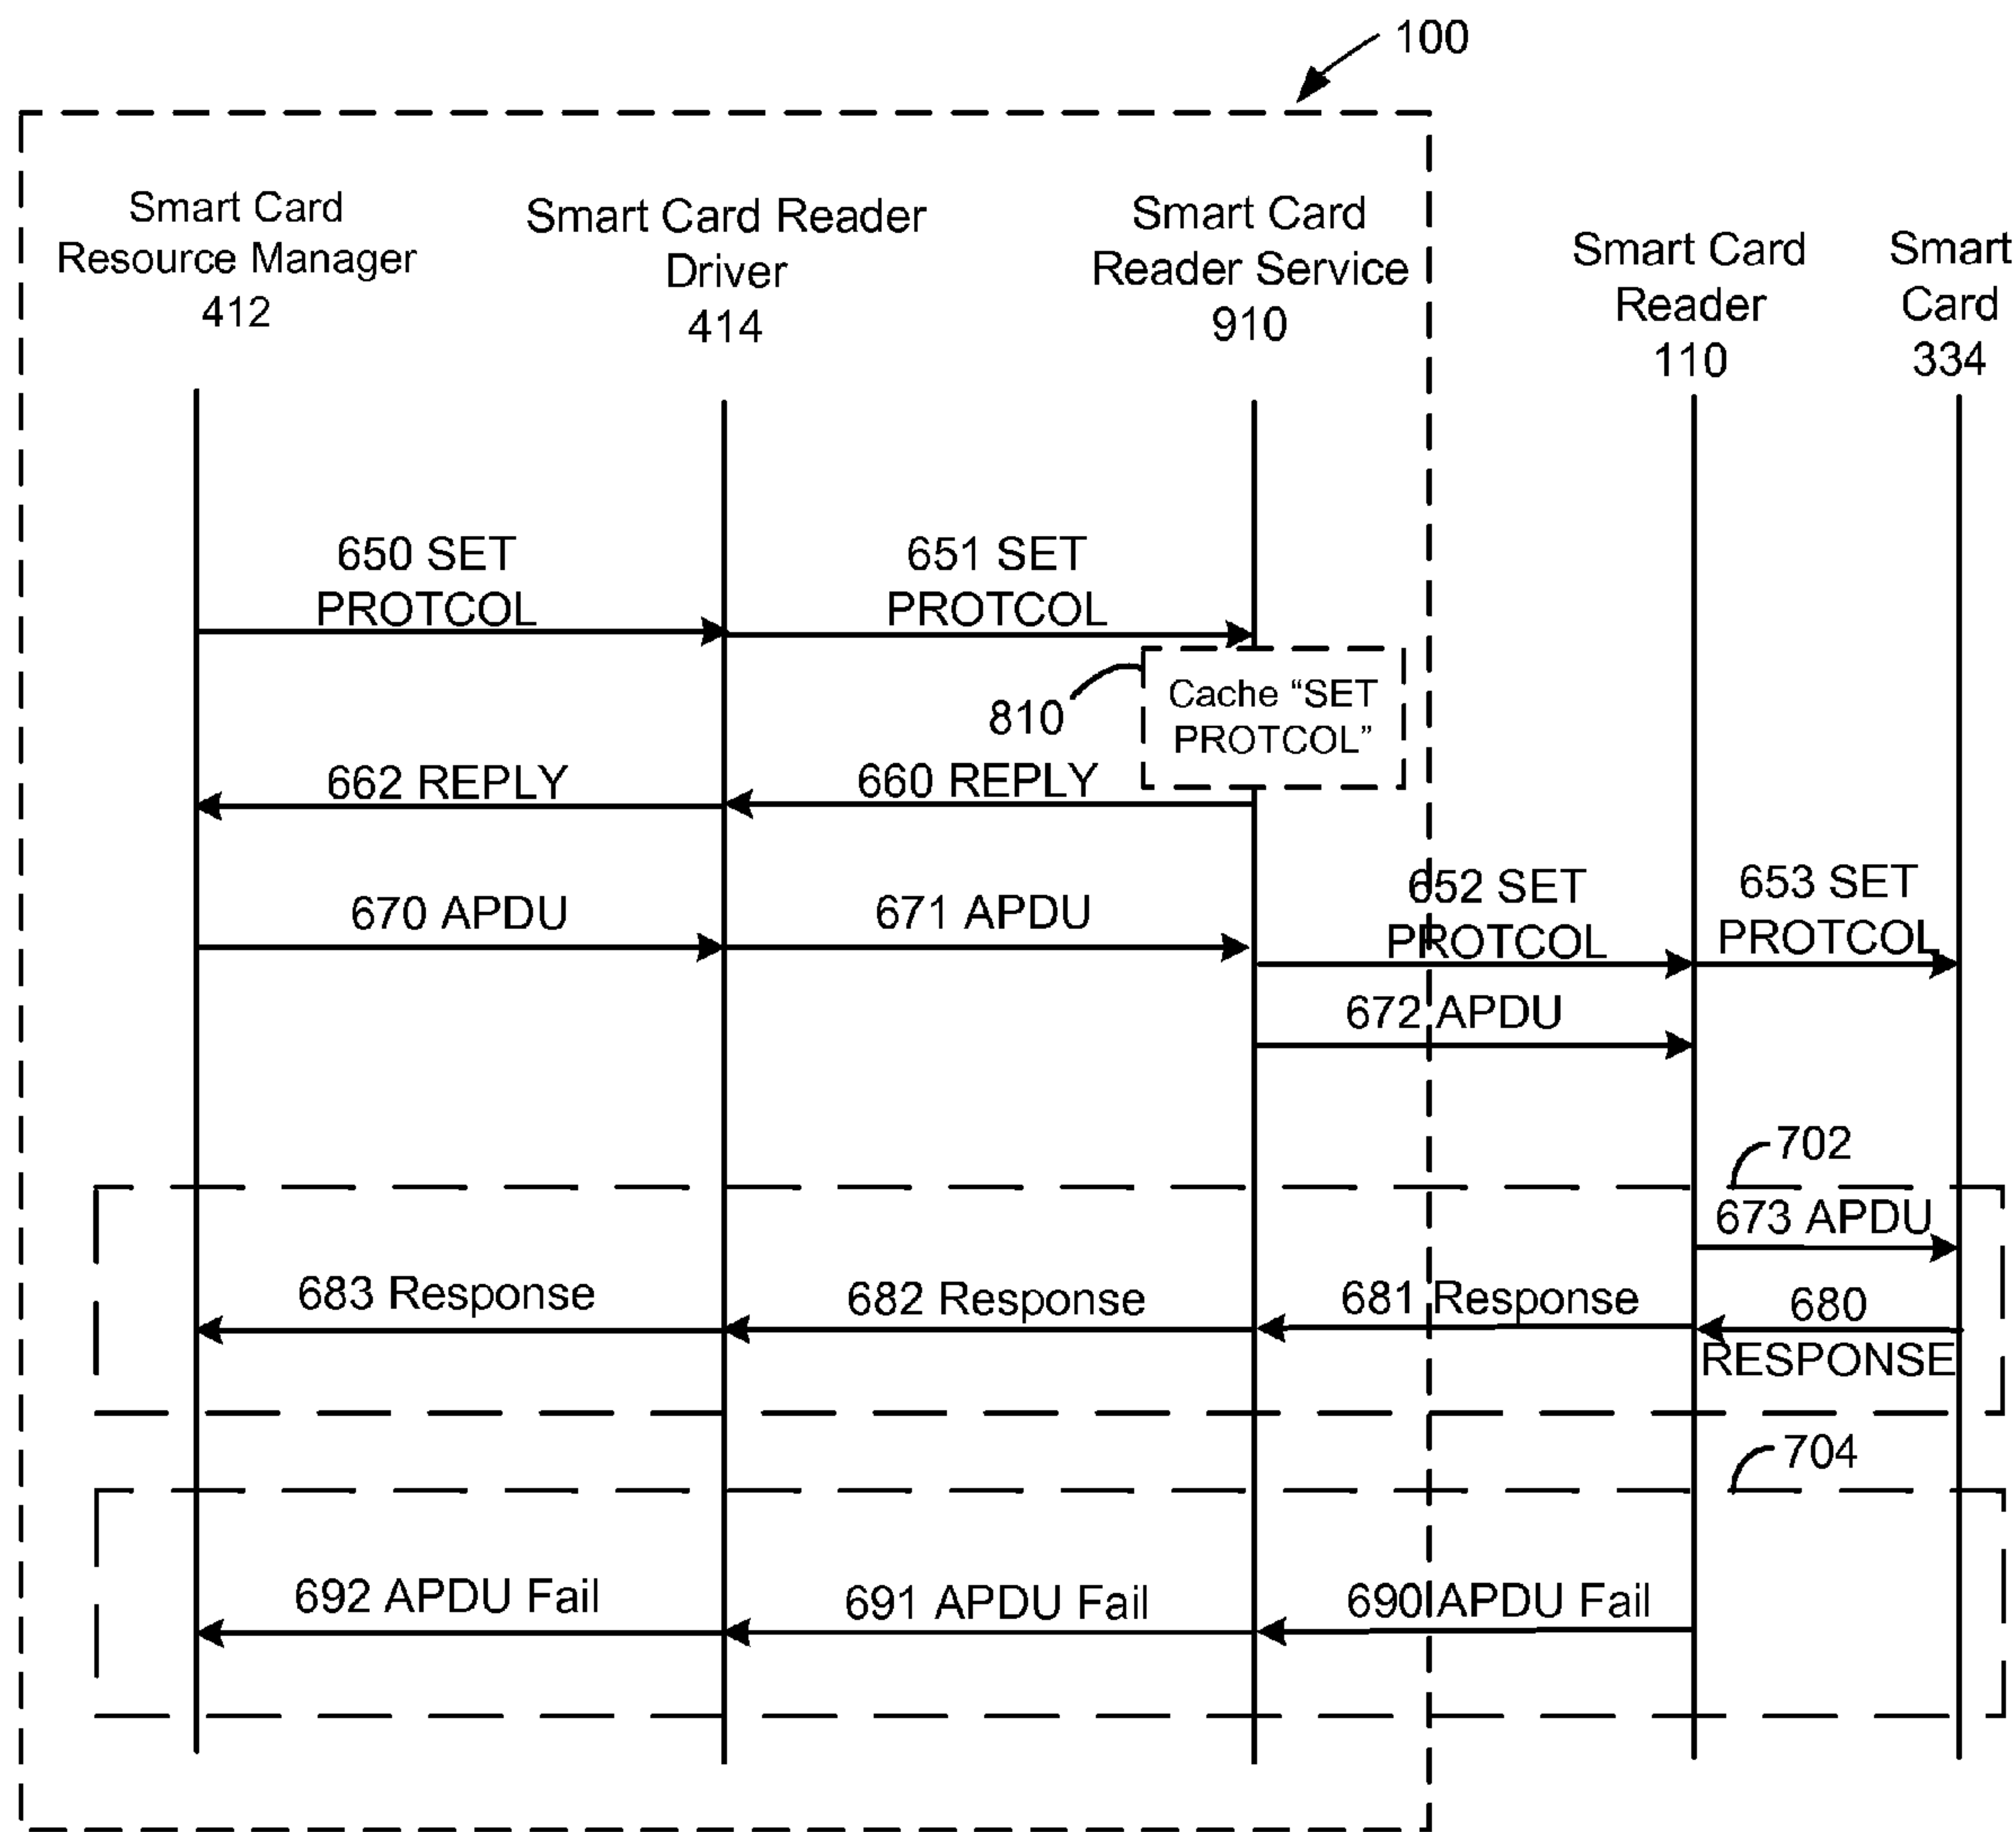 100
Smart Card
Resource Manager
412
Smart Card Reader
Driver
414
Smart Card
Reader Service
910
Smart Card
Reader
110
Smart
Card
334
650 SET
PROTCOL
651 SET
PROTCOL
810
Cache “SET
PROTCOL”
662 REPLY
660 REPLY
670 APDU
671 APDU
652 SET
PROTCOL
653 SET
PROTCOL
672 APDU
702
673 APDU
683 Response
682 Response
681 Response
680
RESPONSE
704
692 APDU Fail
691 APDU Fail
690 APDU Fail